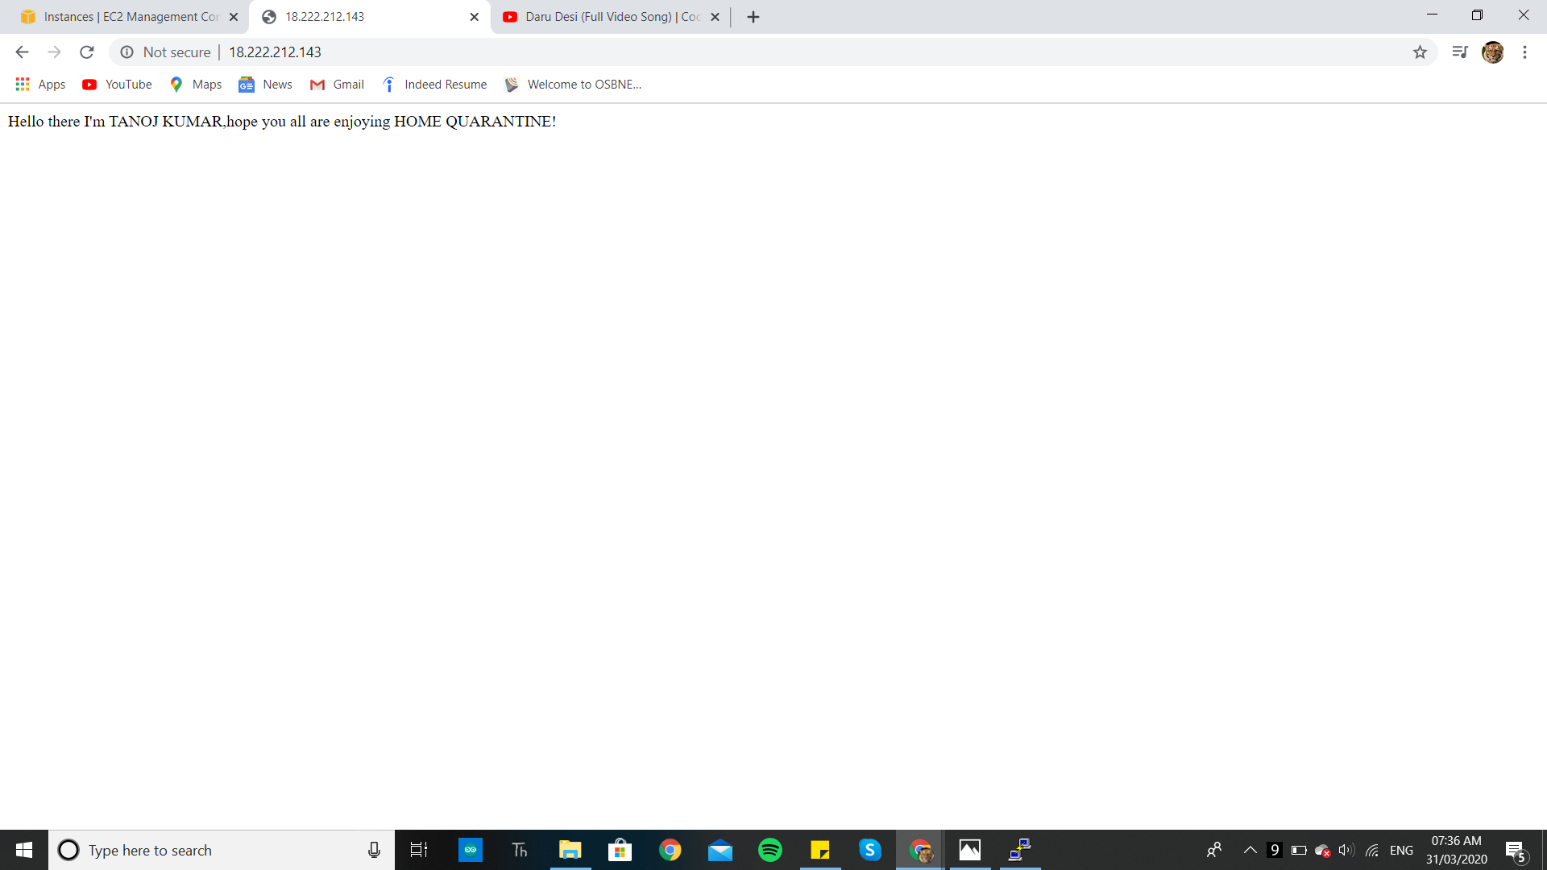 Instances | EC2 Management Con
18.222.212.143
Daru Desi (Full Video Song) | Coc
Not secure | 18.222.212.143
Apps YouTube Maps News Gmail Indeed Resume Welcome to OSBNE...
Hello there I'm TANOJ KUMAR,hope you all are enjoying HOME QUARANTINE!
Type here to search
Th
9
ENG
07:36 AM
31/03/2020
5